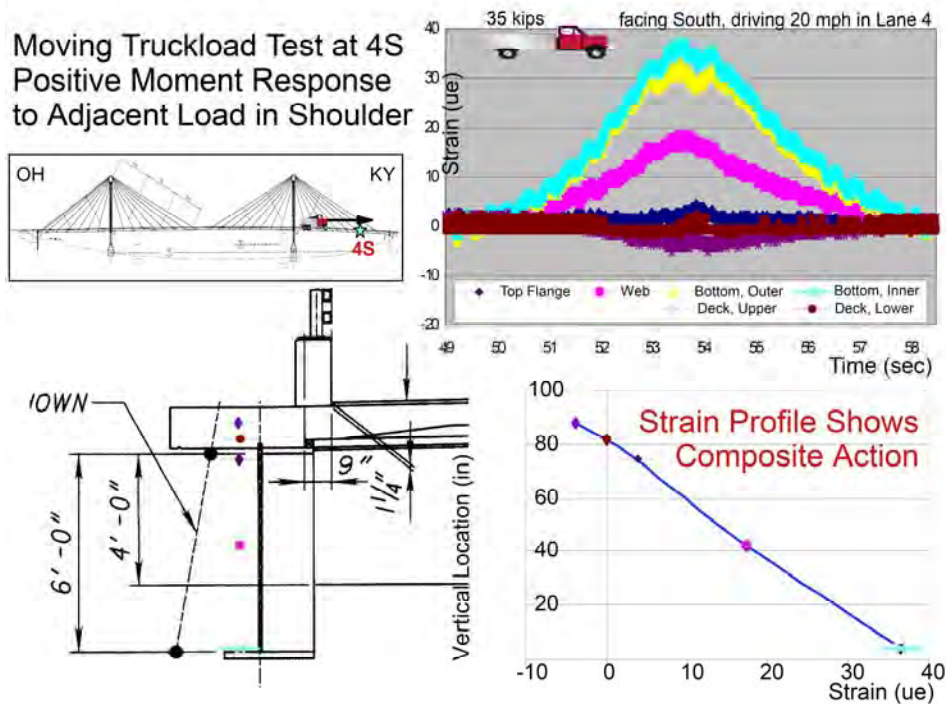 Moving Truckload Test at 4S
Positive Moment Response
to Adjacent Load in Shoulder
OH
KY
4S
35 kips
facing South, driving 20 mph in Lane 4
Strain (ue)
40
30
20
10
0
-10
-20
Top Flange
Web
Bottom, Outer
Bottom, Inner
Deck, Upper
Deck, Lower
49
50
51
52
53
54
55
56
57
58
Time (sec)
IOWN
9"
1 1/4"
6'-0"
4'-0"
Strain Profile Shows
Composite Action
Vertical Location (in)
100
80
60
40
20
-10
0
10
20
30
40
Strain (ue)